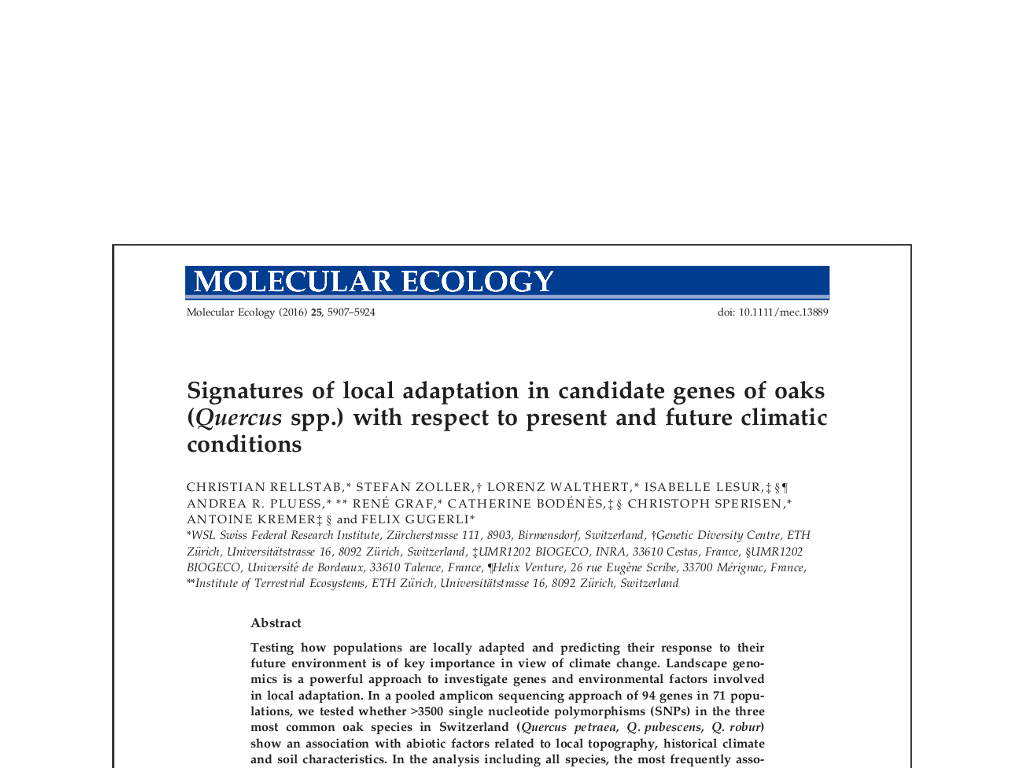 MOLECULAR ECOLOGY
Molecular Ecology (2016) 25, 5907–5924 doi: 10.1111/mec.13889
Signatures of local adaptation in candidate genes of oaks
(Quercus spp.) with respect to present and future climatic
conditions
CHRISTIAN RELLSTAB,* STEFAN ZOLLER,† LORENZ WALTHERT,* ISABELLE LESUR,‡§¶
ANDREA R. PLUESS,* ** RENÉ GRAF,* CATHERINE BODÉNÈS,‡§ CHRISTOPH SPERISEN,*
ANTOINE KREMER‡§ and FELIX GUGERLI*
*WSL Swiss Federal Research Institute, Zürcherstrasse 111, 8903, Birmensdorf, Switzerland, †Genetic Diversity Centre, ETH
Zürich, Universitätstrasse 16, 8092 Zürich, Switzerland, ‡UMR1202 BIOGECO, INRA, 33610 Cestas, France, §UMR1202
BIOGECO, Université de Bordeaux, 33610 Talence, France, ¶Helix Venture, 26 rue Eugène Scribe, 33700 Mérignac, France,
**Institute of Terrestrial Ecosystems, ETH Zürich, Universitätstrasse 16, 8092 Zürich, Switzerland
Abstract
Testing how populations are locally adapted and predicting their response to their
future environment is of key importance in view of climate change. Landscape geno-
mics is a powerful approach to investigate genes and environmental factors involved
in local adaptation. In a pooled amplicon sequencing approach of 94 genes in 71 popu-
lations, we tested whether >3500 single nucleotide polymorphisms (SNPs) in the three
most common oak species in Switzerland (Quercus petraea, Q. pubescens, Q. robur)
show an association with abiotic factors related to local topography, historical climate
and soil characteristics. In the analysis including all species, the most frequently asso-